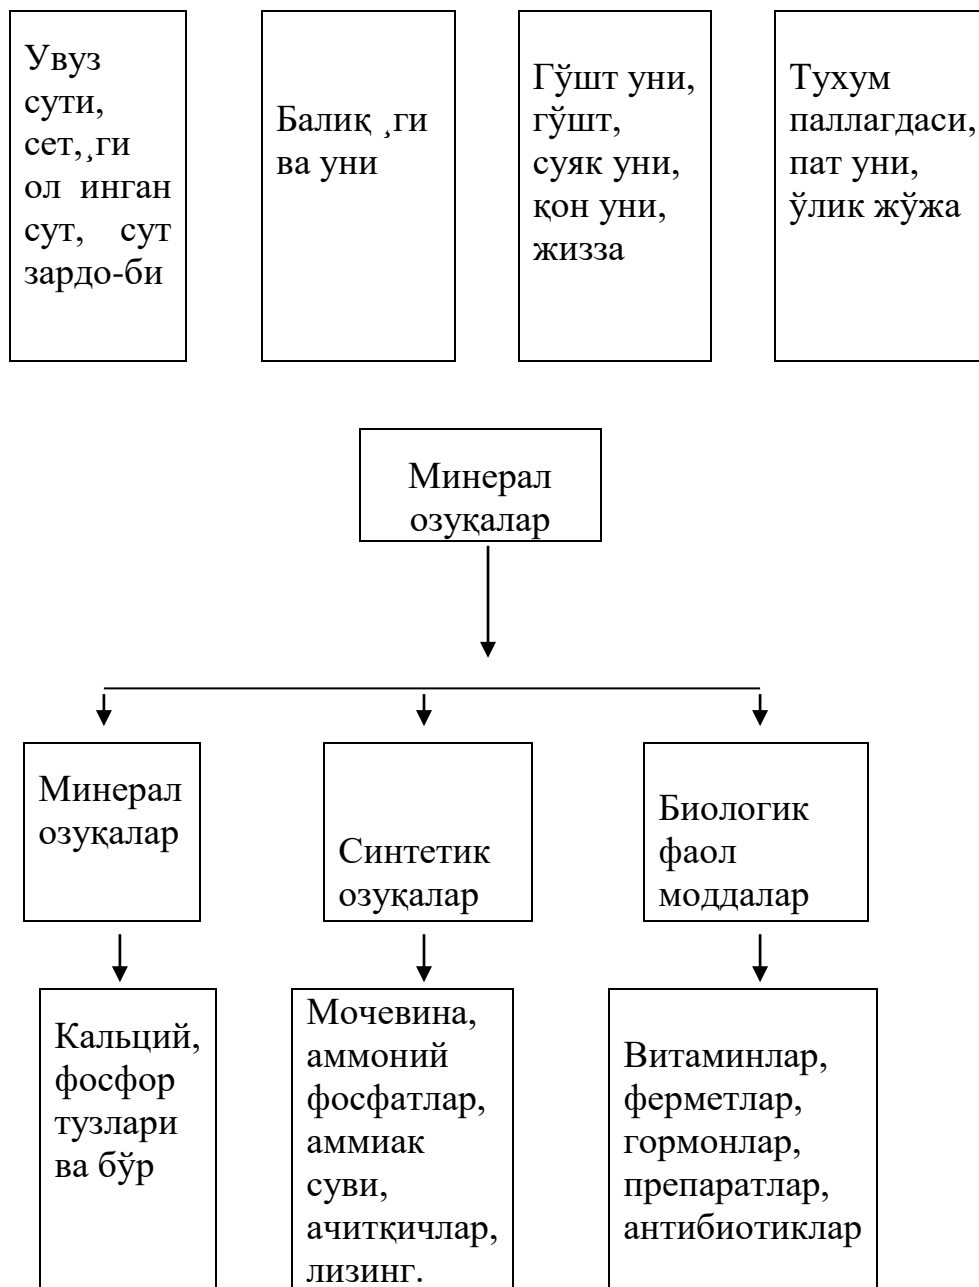 Увуз
сути,
сет,¸ги
ол инган
сут, сут
зардо-би
Балиқ ¸ги
ва уни
Гўшт уни,
гўшт,
суяк уни,
қон уни,
жизза
Тухум
паллагдаси,
пат уни,
ўлик жўжа
Минерал
озуқалар
Минерал
озуқалар
Синтетик
озуқалар
Биологик
фаол
моддалар
Кальций,
фосфор
тузлари
ва бўр
Мочевина,
аммоний
фосфатлар,
аммиак
суви,
ачитқичлар,
лизинг.
Витаминлар,
ферметлар,
гормонлар,
препаратлар,
антибиотиклар